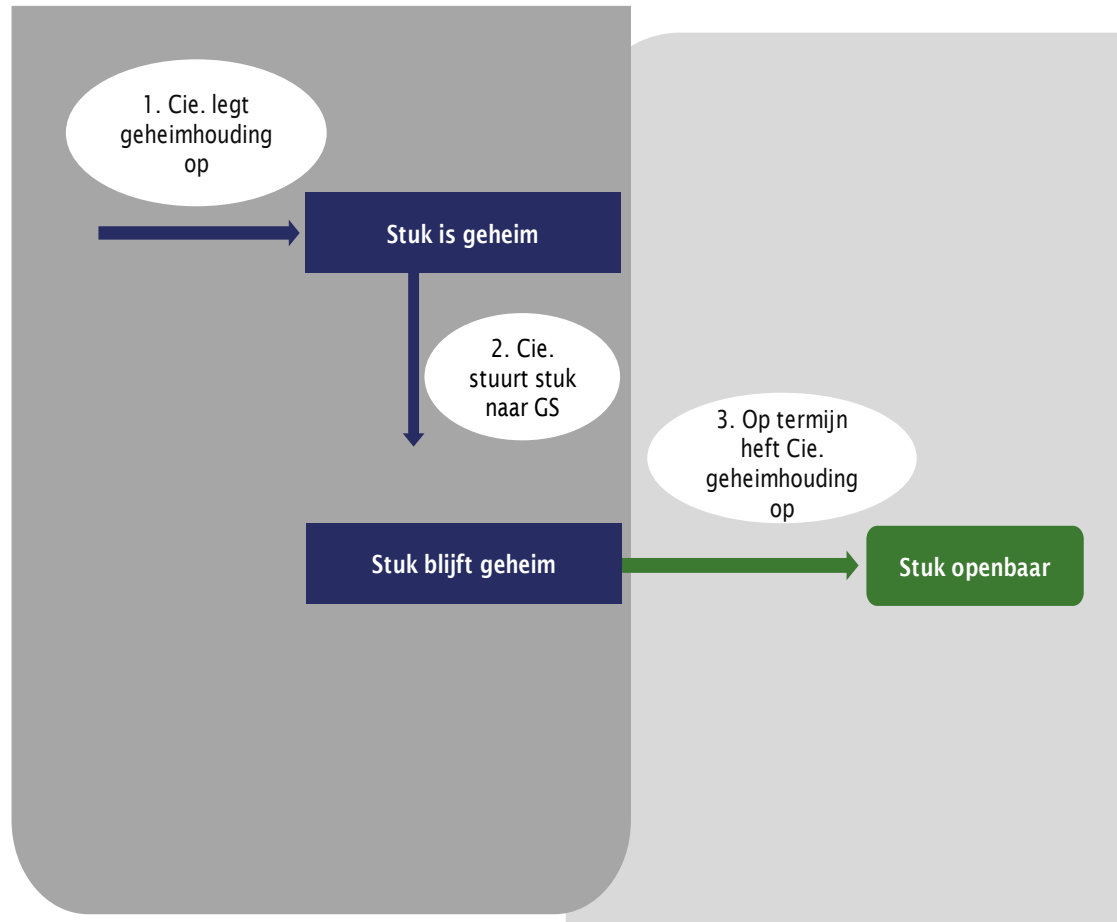 1. Cie. legt
geheimhouding
op
Stuk is geheim
2. Cie.
stuurt stuk
naar GS
3. Op termijn
heft Cie.
geheimhouding
op
Stuk blijft geheim
Stuk openbaar